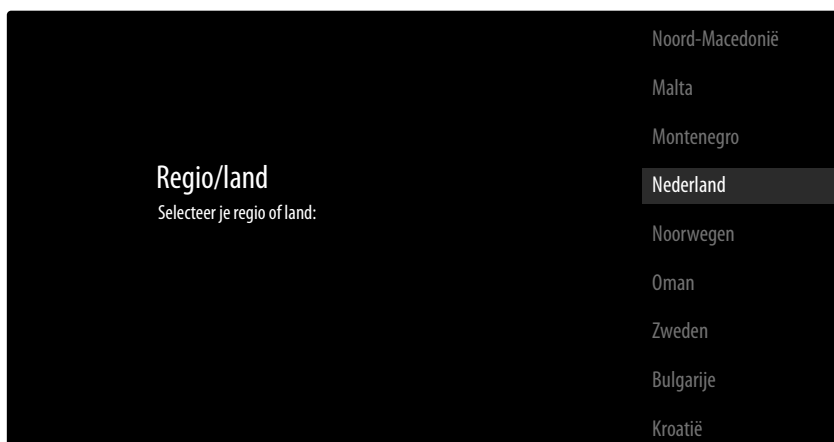 Regio/land
Selecteer je regio of land:
Noord-Macedonië
Malta
Montenegro
Nederland
Noorwegen
Oman
Zweden
Bulgarije
Kroatië